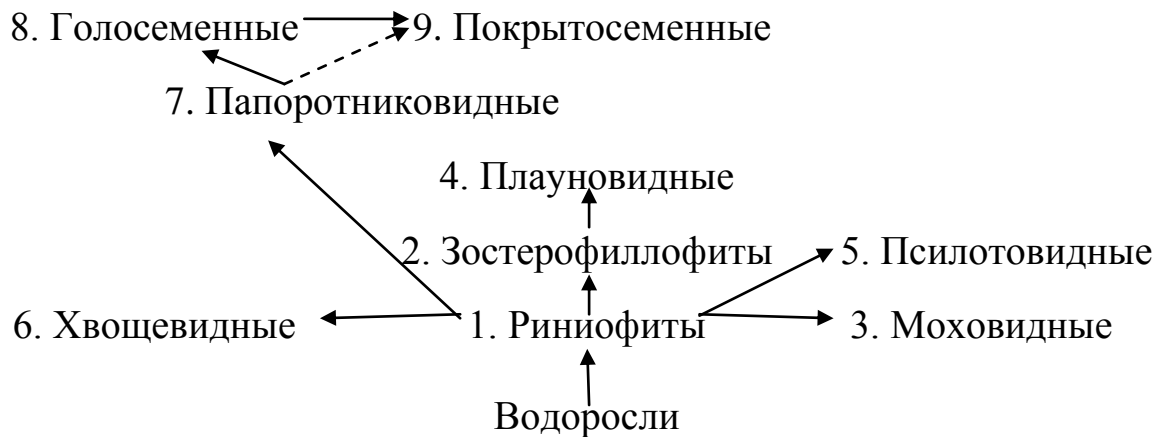 8. Голосеменные 9. Покрытосеменные
7. Папоротниковидные
4. Плауновидные
2. Зостерофиллофиты 5. Псилотовидные
6. Хвощевидные 1. Риниофиты 3. Моховидные
Водоросли